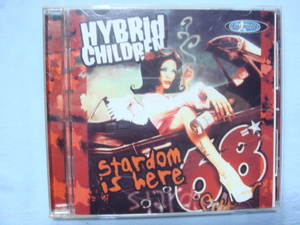 HYBRID
CHILDREN
stardom
is here
68